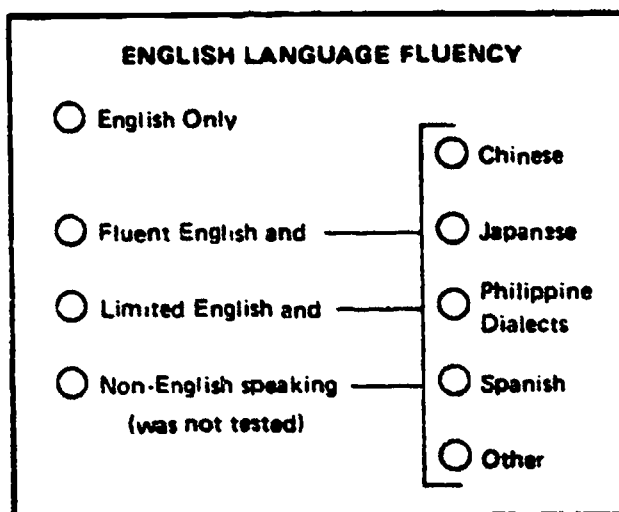 ENGLISH LANGUAGE FLUENCY
English Only
Fluent English and
Limited English and
Non-English speaking
(was not tested)
Chinese
Japanese
Philippine
Dialects
Spanish
Other